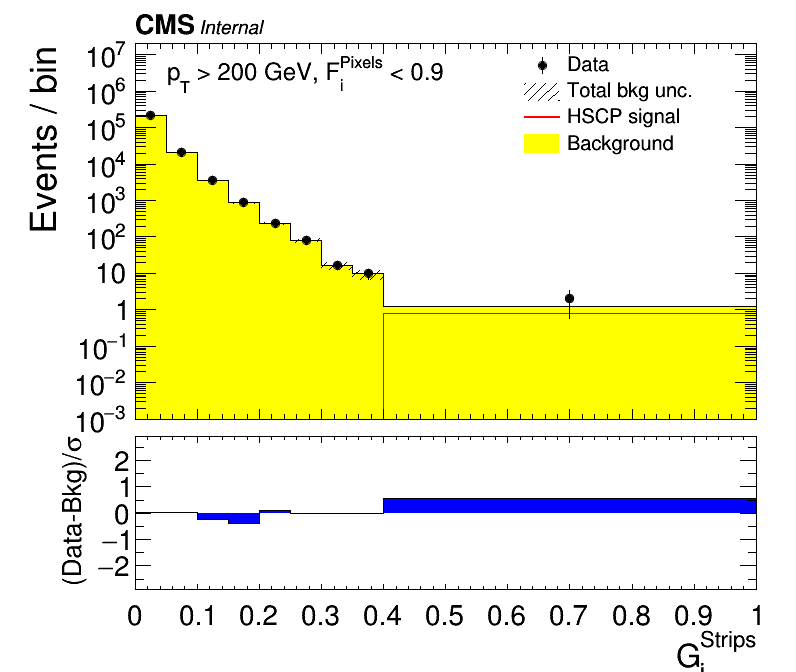 CMS Internal
p_T > 200 GeV, F_i^Pixels < 0.9
Data
Total bkg unc.
HSCP signal
Background
Events / bin
10^7
10^6
10^5
10^4
10^3
10^2
10
1
10^−1
10^−2
10^−3
(Data-Bkg)/σ
2
1
0
−1
−2
0 0.1 0.2 0.3 0.4 0.5 0.6 0.7 0.8 0.9 1
G_i^Strips